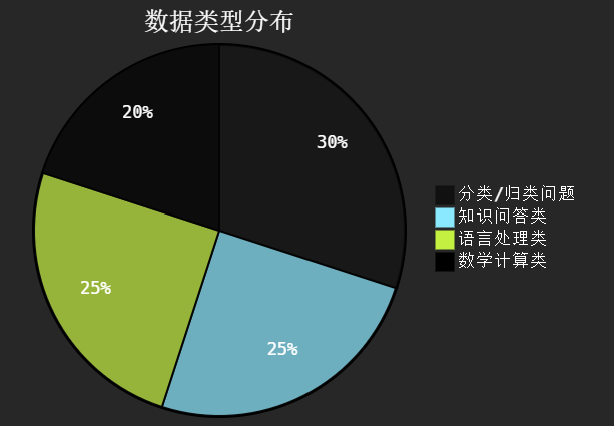 数据类型分布
20%
30%
25%
25%
分类/归类问题
知识问答类
语言处理类
数学计算类